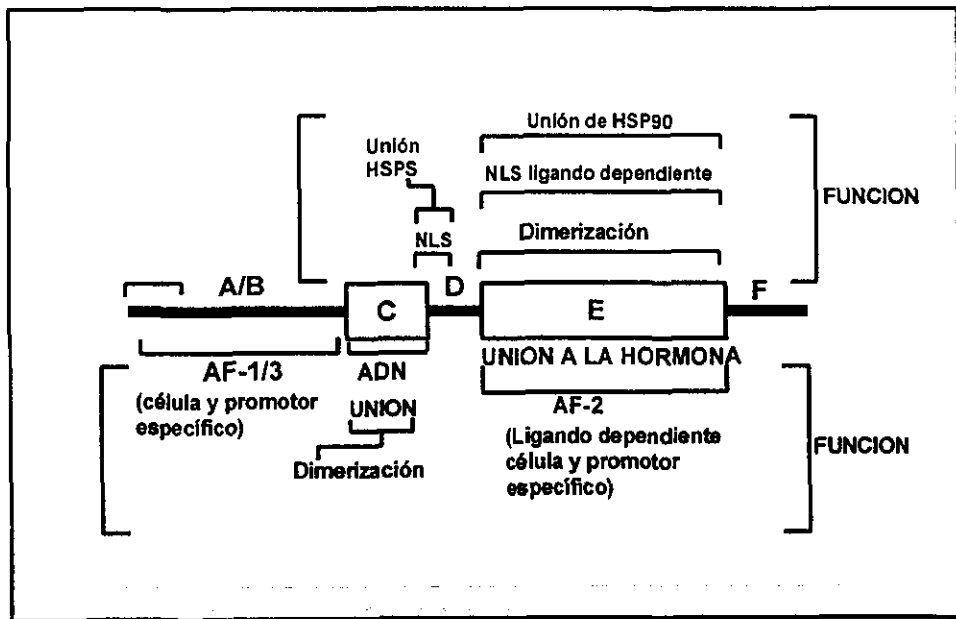 Unión de HSP90
Unión
HSPS
NLS ligando dependiente
FUNCION
NLS
Dimerización
A/B
C
D
E
F
UNION A LA HORMONA
AF-1/3
(célula y promotor
específico)
ADN
UNION
Dimerización
AF-2
(Ligando dependiente
célula y promotor
específico)
FUNCION